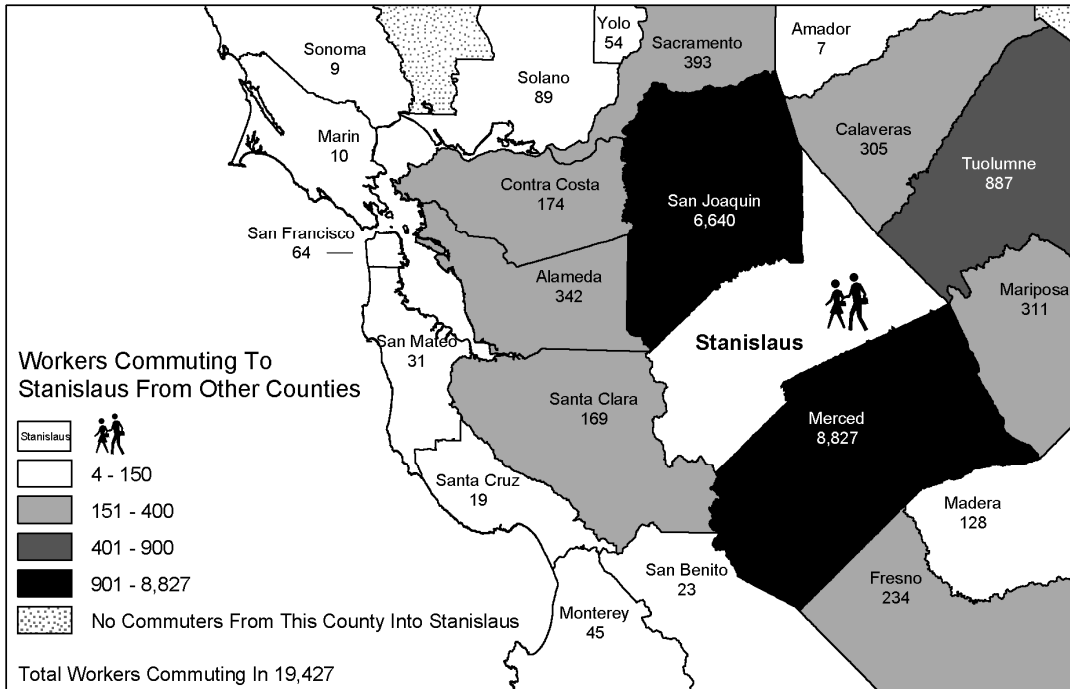 Yolo
54
Sonoma
9
Solano
89
Sacramento
393
Amador
7
Marin
10
Calaveras
305
Tuolumne
887
Contra Costa
174
San Joaquin
6,640
San Francisco
64
Alameda
342
Mariposa
311
San Mateo
31
Stanislaus
Santa Clara
169
Merced
8,827
Santa Cruz
19
Madera
128
San Benito
23
Fresno
234
Monterey
45
Workers Commuting To
Stanislaus From Other Counties
Stanislaus
4 - 150
151 - 400
401 - 900
901 - 8,827
No Commuters From This County Into Stanislaus
Total Workers Commuting In 19,427